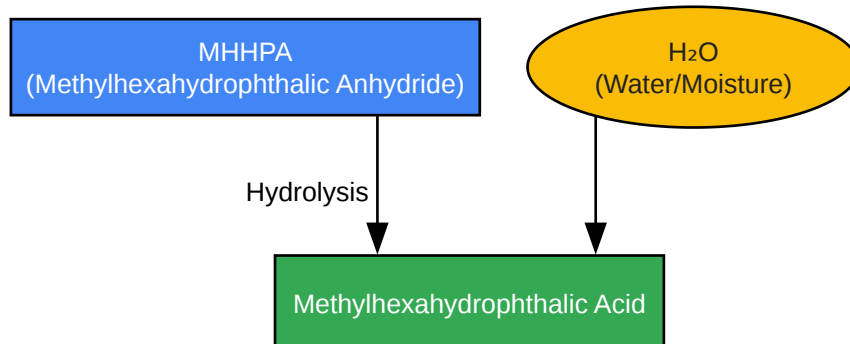 MHHPA
(Methylhexahydrophthalic Anhydride)
H₂O
(Water/Moisture)
Hydrolysis
Methylhexahydrophthalic Acid